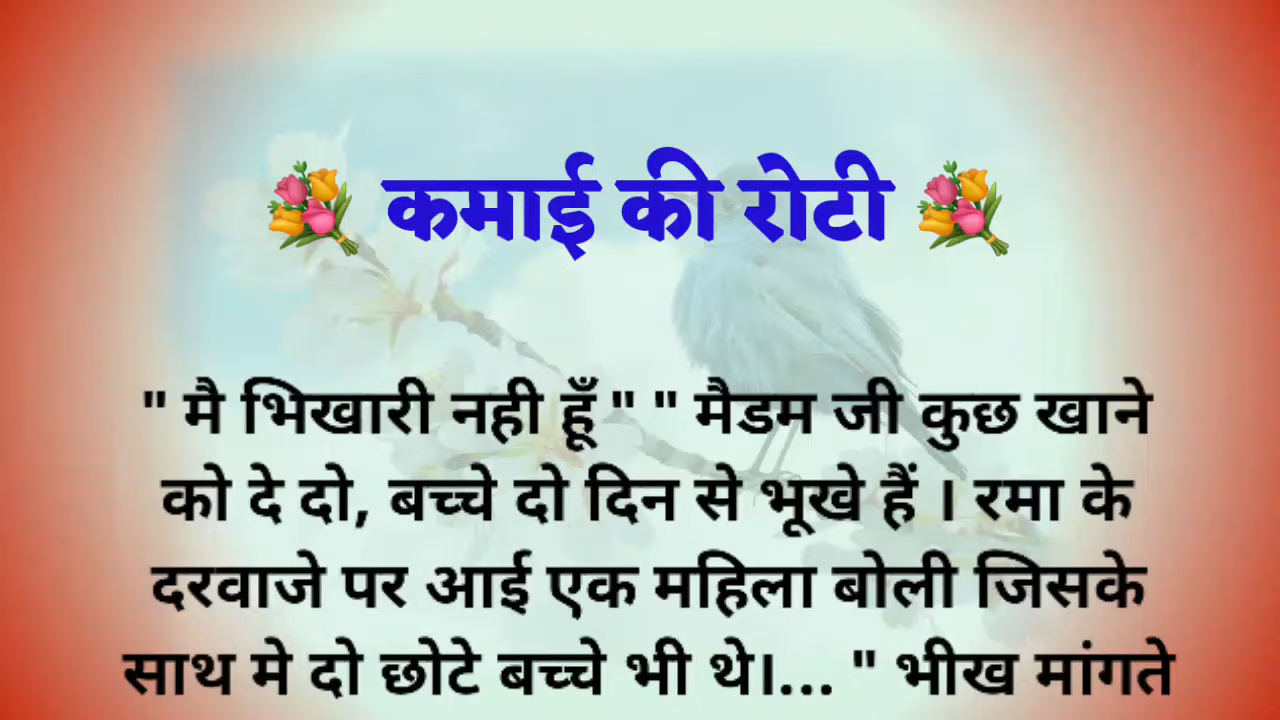 💐 कमाई की रोटी 💐
" मै भिखारी नही हूँ " " मैडम जी कुछ खाने
को दे दो, बच्चे दो दिन से भूखे हैं । रमा के
दरवाजे पर आई एक महिला बोली जिसके
साथ मे दो छोटे बच्चे भी थे।... " भीख मांगते